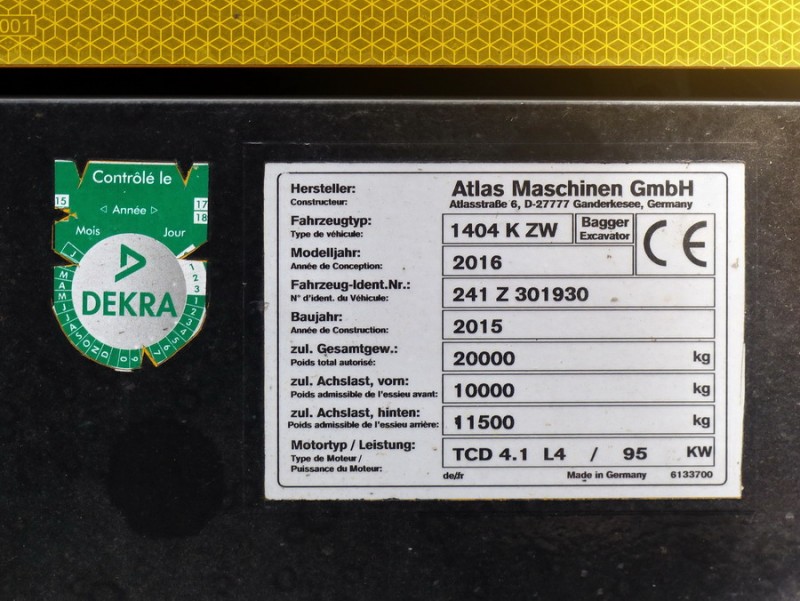 001
Contrôlé le
15
17
◁ Année ▷
18
Mois Jour
J
1
M
2
A
3
M
DEKRA
J
J
A
S
O
N
D
Hersteller: Atlas Maschinen GmbH
Constructeur: Atlasstraße 6, D-27777 Ganderkesee, Germany
Fahrzeugtyp: 1404 K ZW Bagger CE
Type de véhicule: Excavator
Modelljahr: 2016
Année de Conception:
Fahrzeug-Ident.Nr.: 241 Z 301930
N° d'ident. du Véhicule:
Baujahr: 2015
Année de Construction:
zul. Gesamtgew.: 20000 kg
Poids total autorisé:
zul. Achslast, vorn: 10000 kg
Poids admissible de l'essieu avant:
zul. Achslast, hinten: 11500 kg
Poids admissible de l'essieu arrière:
Motortyp / Leistung: TCD 4.1 L4 / 95 KW
Type de Moteur /
Puissance du Moteur:
de/fr Made in Germany 6133700